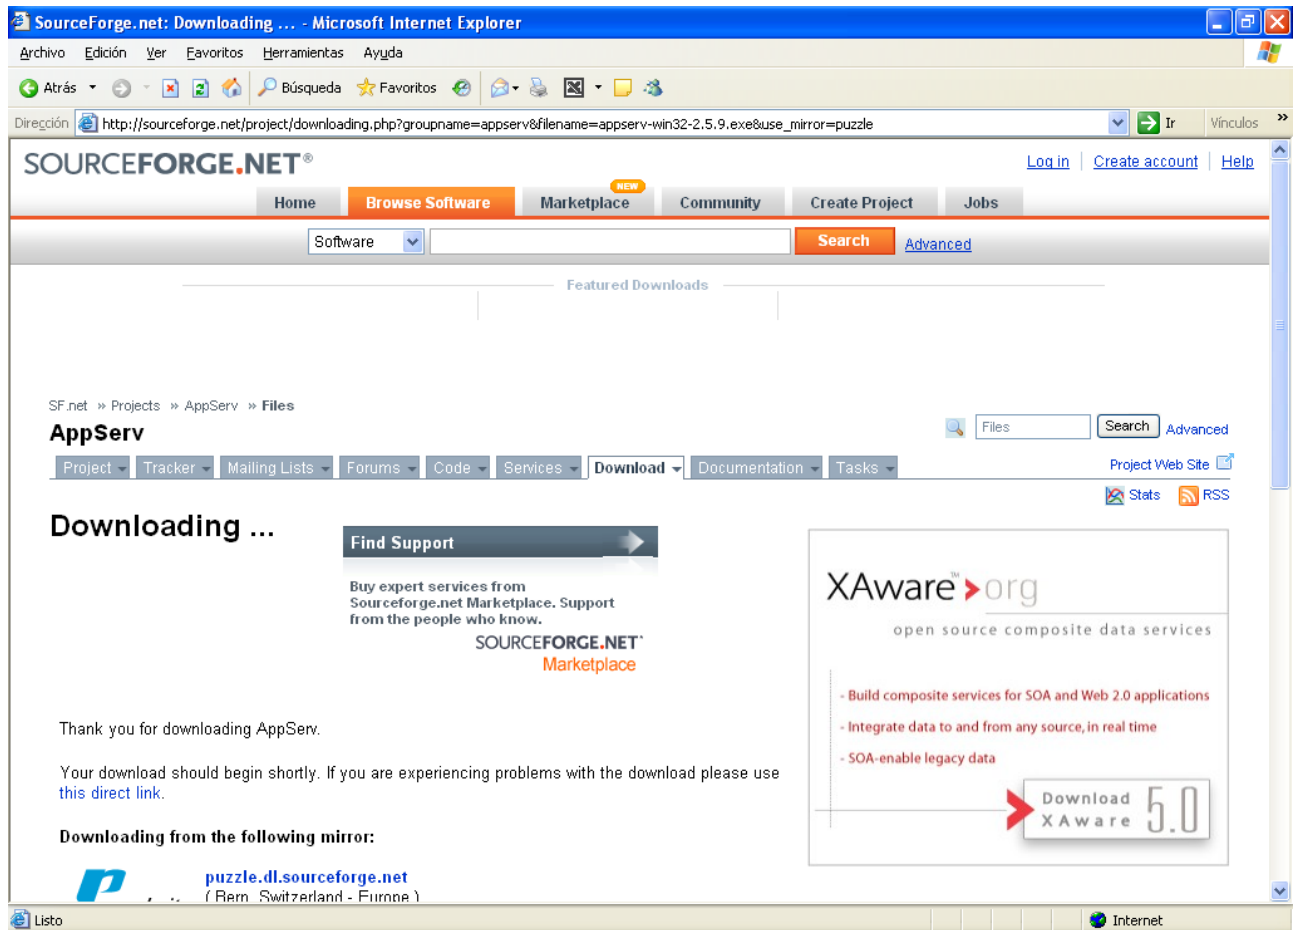 SourceForge.net: Downloading ... - Microsoft Internet Explorer
Archivo Edición Ver Favoritos Herramientas Ayuda
Atrás Búsqueda Favoritos
Dirección http://sourceforge.net/project/downloading.php?groupname=appserv&filename=appserv-win32-2.5.9.exe&use_mirror=puzzle Ir Vínculos »
SOURCEFORGE.NET® Log in Create account Help
NEW
Home Browse Software Marketplace Community Create Project Jobs
Software Search Advanced
Featured Downloads
SF.net » Projects » AppServ » Files
AppServ Files Search Advanced
Project Tracker Mailing Lists Forums Code Services Download Documentation Tasks Project Web Site
Stats RSS
Downloading ...
Find Support
Buy expert services from
Sourceforge.net Marketplace. Support
from the people who know.
SOURCEFORGE.NET
Marketplace
XAware™ > org
open source composite data services
- Build composite services for SOA and Web 2.0 applications
- Integrate data to and from any source, in real time
- SOA-enable legacy data
Download
XAware 5.0
Thank you for downloading AppServ.
Your download should begin shortly. If you are experiencing problems with the download please use
this direct link.
Downloading from the following mirror:
puzzle.dl.sourceforge.net
( Bern, Switzerland - Europe )
Listo Internet